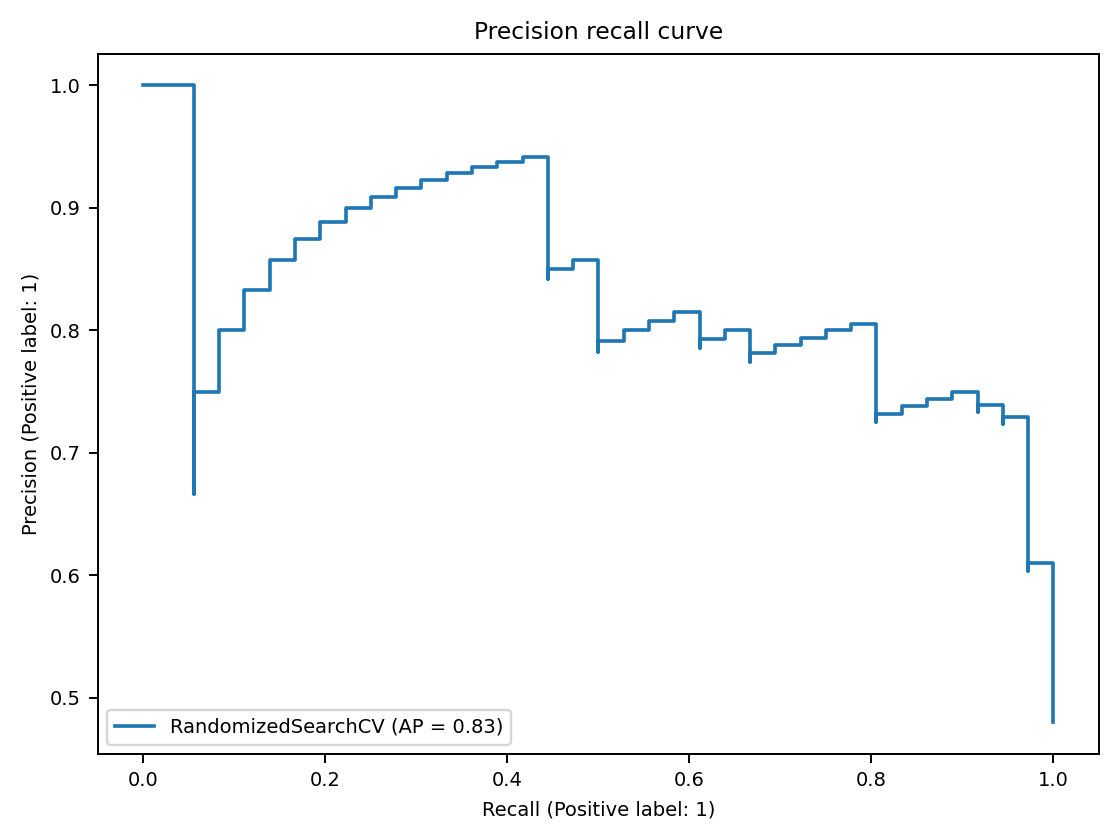 Precision recall curve
1.0
0.9
0.8
0.7
0.6
0.5
Precision (Positive label: 1)
RandomizedSearchCV (AP = 0.83)
0.0 0.2 0.4 0.6 0.8 1.0
Recall (Positive label: 1)